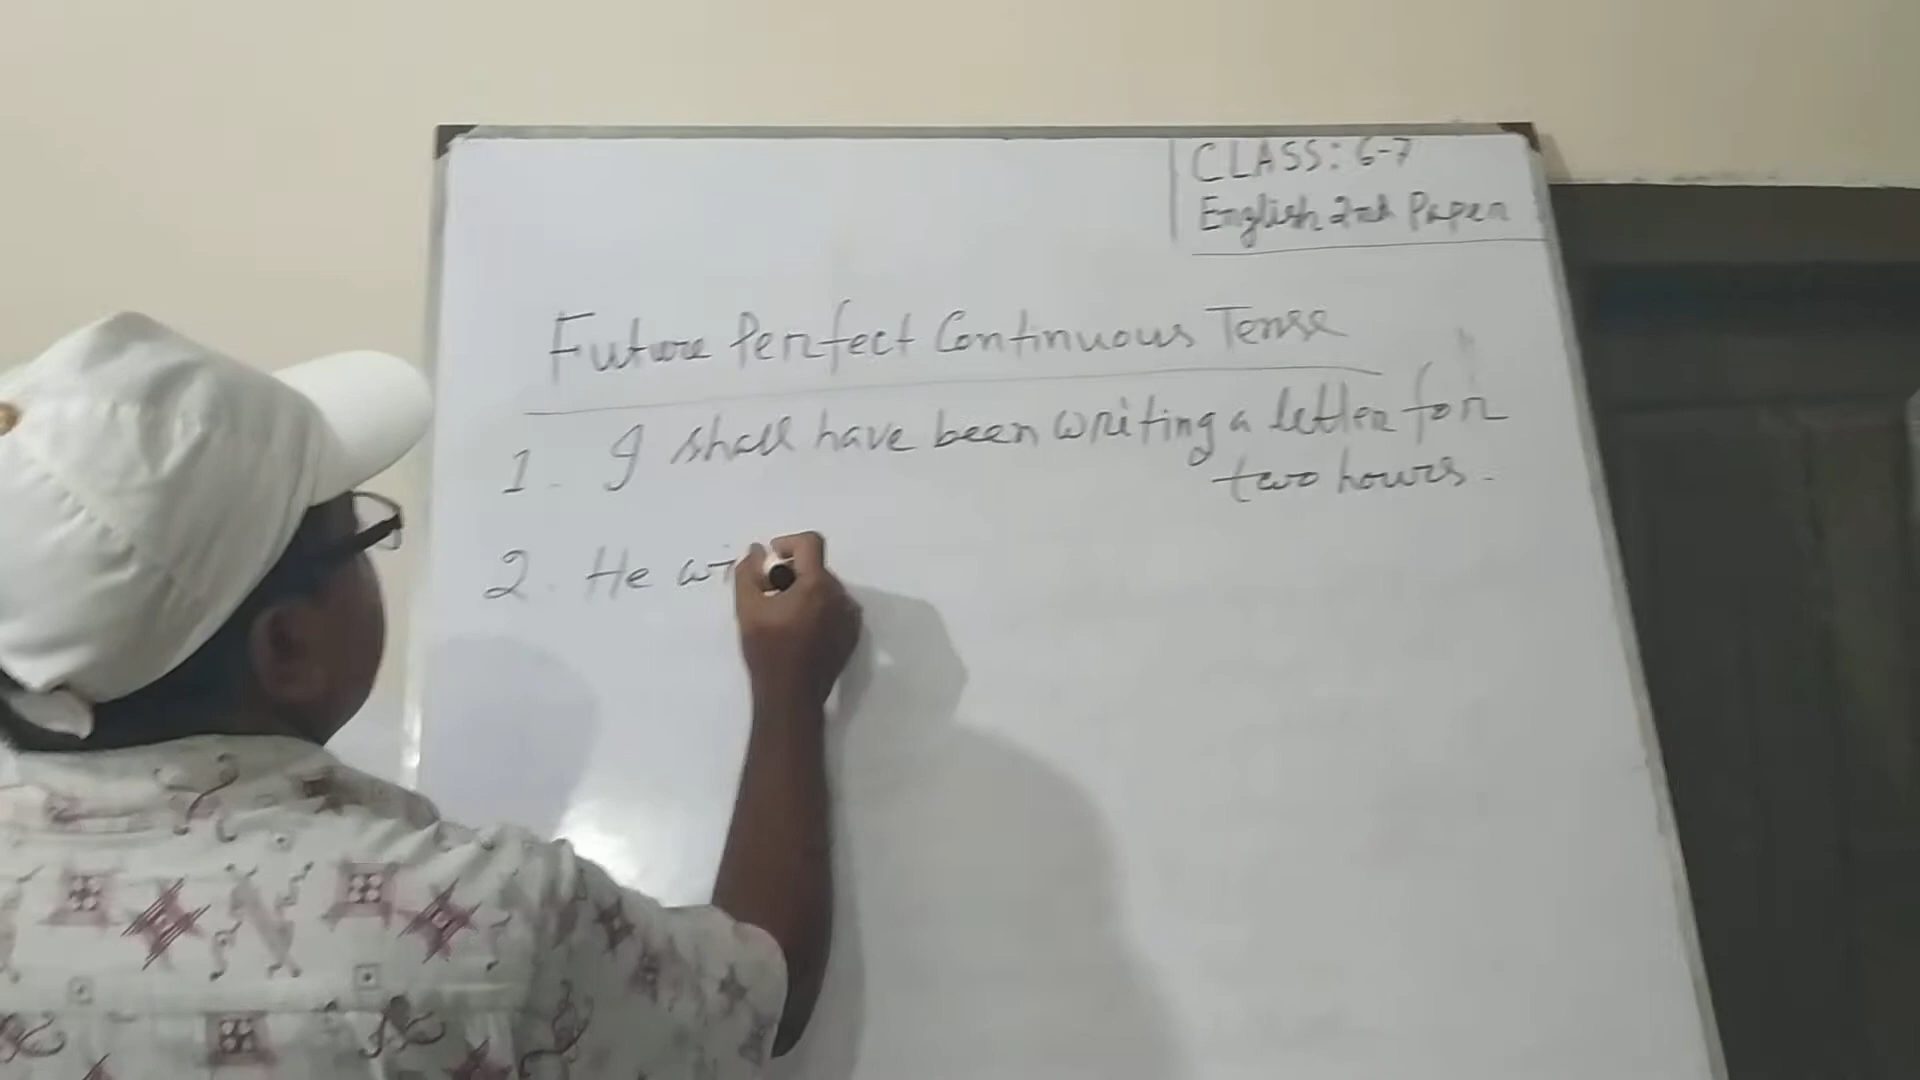 CLASS: 6-7
English 2nd Paper
Future Perfect Continuous Tense
1. I shall have been writing a letter for
two hours.
2. He wi